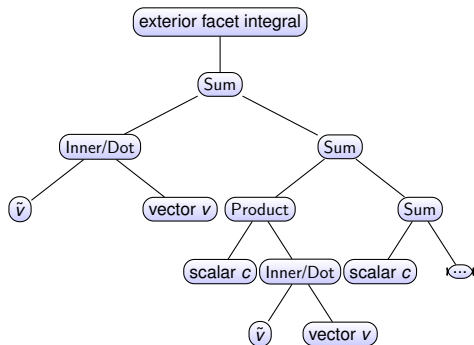 exterior facet integral
Sum
Inner/Dot
Sum
ṽ
vector v
Product
Sum
scalar c
Inner/Dot
scalar c
...
ṽ
vector v